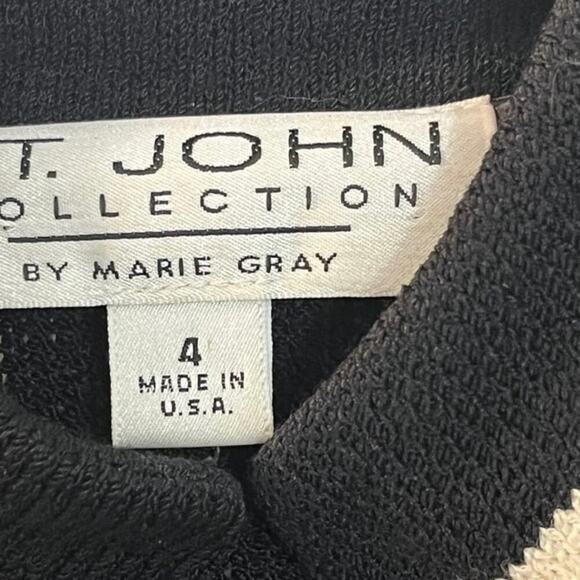 T. JOHN
OLLECTION
BY MARIE GRAY
4
MADE IN
U.S.A.